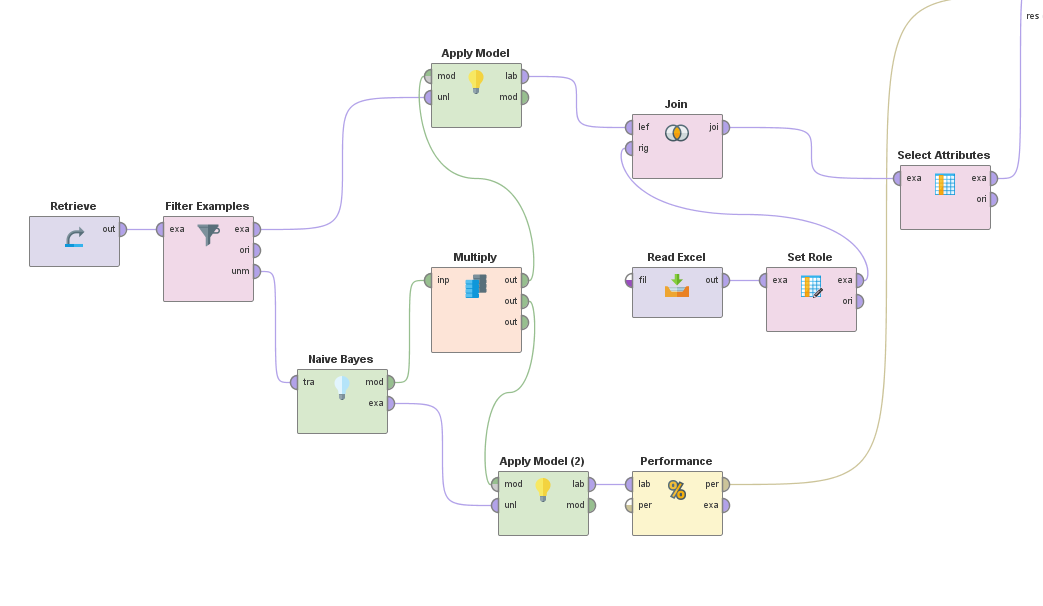 res
Apply Model
mod lab
unl mod
Join
lef joi
rig
Select Attributes
exa exa
ori
Retrieve
out
Filter Examples
exa exa
ori
unm
Multiply
inp out
out
out
Read Excel
fil out
Set Role
exa exa
ori
Naive Bayes
tra mod
exa
Apply Model (2)
mod lab
unl mod
Performance
lab per
per exa
%